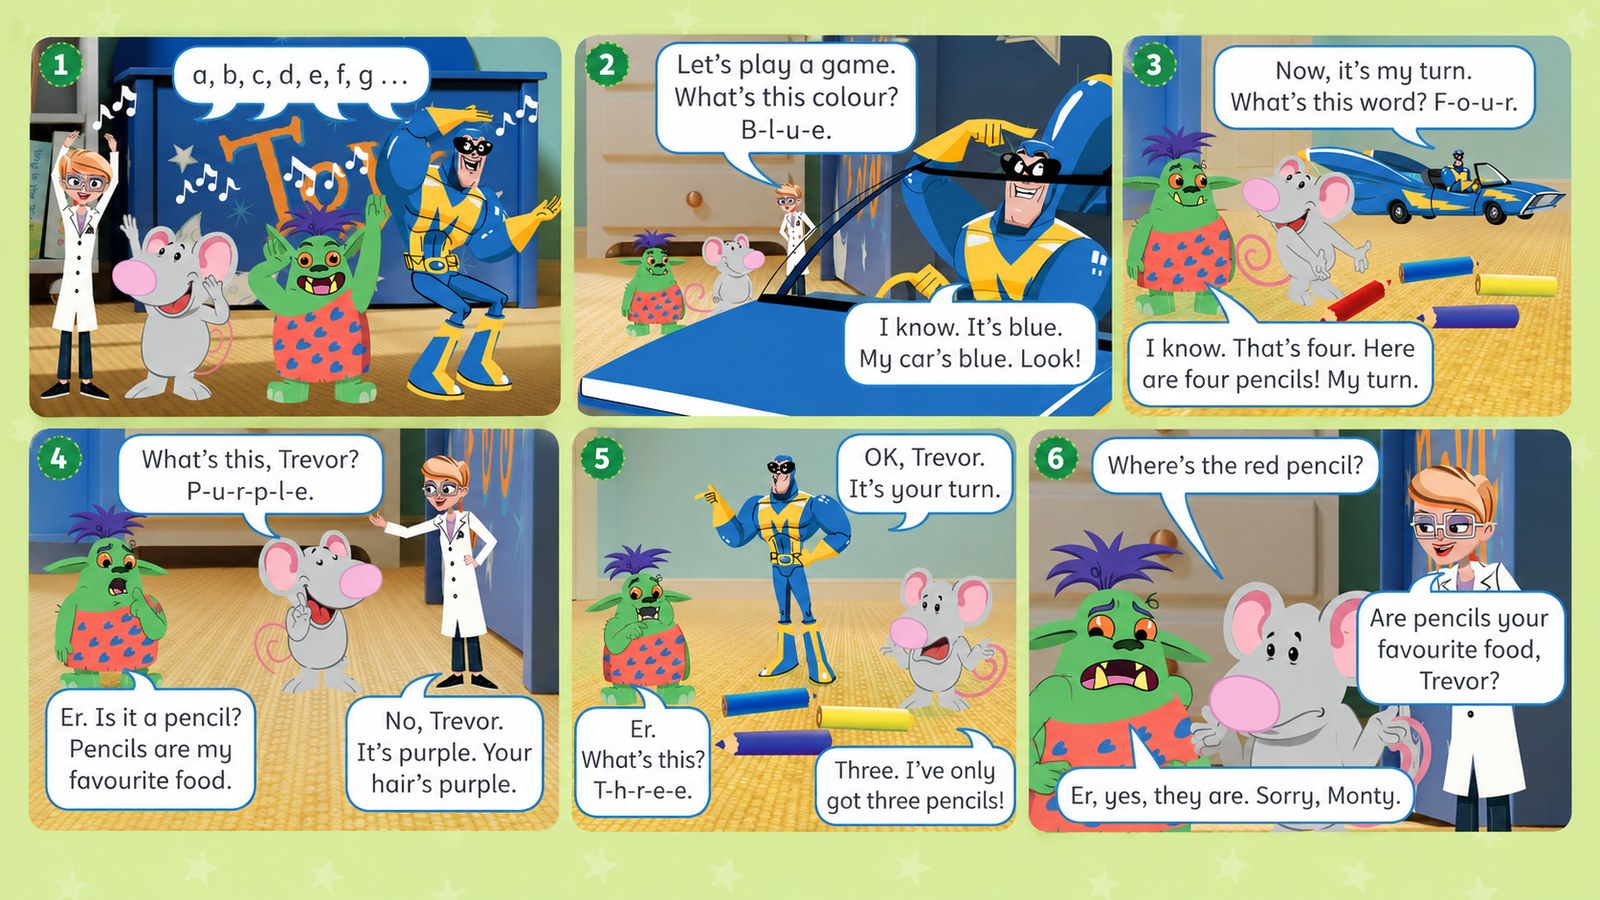 1
a, b, c, d, e, f, g ...
Toys
2
Let's play a game.
What's this colour?
B-l-u-e.
I know. It's blue.
My car's blue. Look!
3
Now, it's my turn.
What's this word? F-o-u-r.
I know. That's four. Here
are four pencils! My turn.
4
What's this, Trevor?
P-u-r-p-l-e.
Er. Is it a pencil?
Pencils are my
favourite food.
No, Trevor.
It's purple. Your
hair's purple.
5
OK, Trevor.
It's your turn.
Er.
What's this?
T-h-r-e-e.
Three. I've only
got three pencils!
6
Where's the red pencil?
Are pencils your
favourite food,
Trevor?
Er, yes, they are. Sorry, Monty.